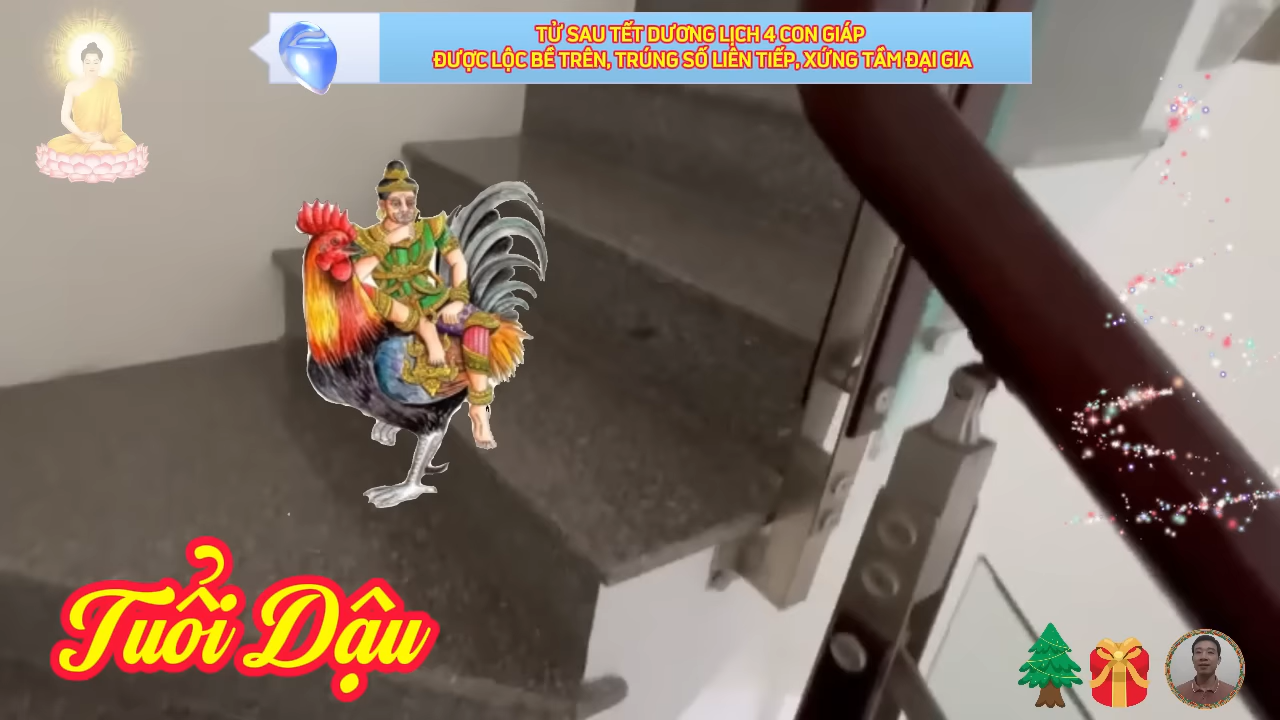 TỪ SAU TẾT DƯƠNG LỊCH 4 CON GIÁP
ĐƯỢC LỘC BỀ TRÊN, TRÚNG SỐ LIÊN TIẾP, XỨNG TẦM ĐẠI GIA
Tuổi Dậu